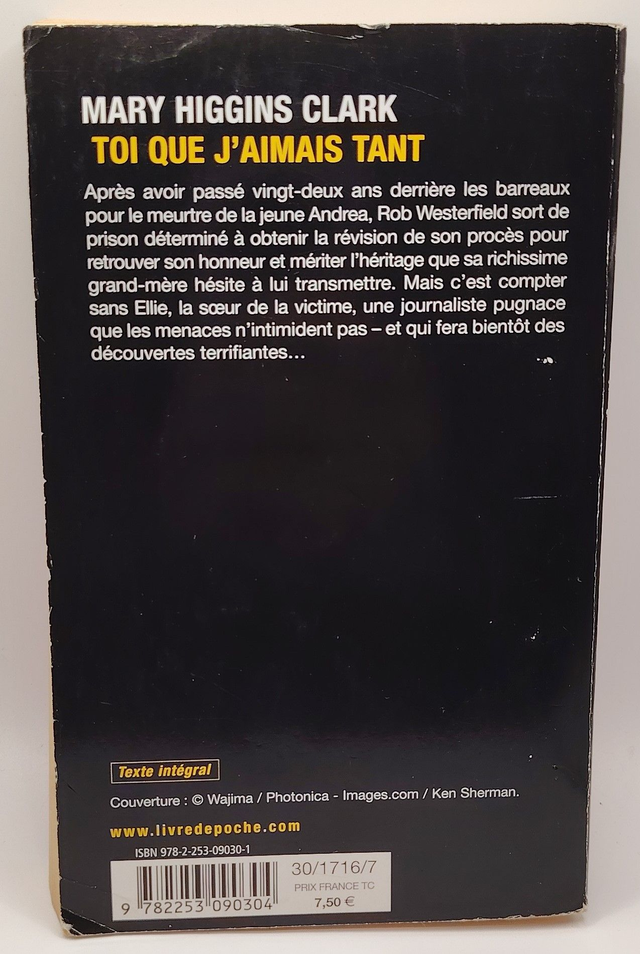 MARY HIGGINS CLARK
TOI QUE J'AIMAIS TANT
Après avoir passé vingt-deux ans derrière les barreaux
pour le meurtre de la jeune Andrea, Rob Westerfield sort de
prison déterminé à obtenir la révision de son procès pour
retrouver son honneur et mériter l'héritage que sa richissime
grand-mère hésite à lui transmettre. Mais c'est compter
sans Ellie, la sœur de la victime, une journaliste pugnace
que les menaces n'intimident pas – et qui fera bientôt des
découvertes terrifiantes...
Texte intégral
Couverture : © Wajima / Photonica - Images.com / Ken Sherman.
www.livredepoche.com
ISBN 978-2-253-09030-1
30/1716/7
PRIX FRANCE TC
7,50 €
9 782253 090304